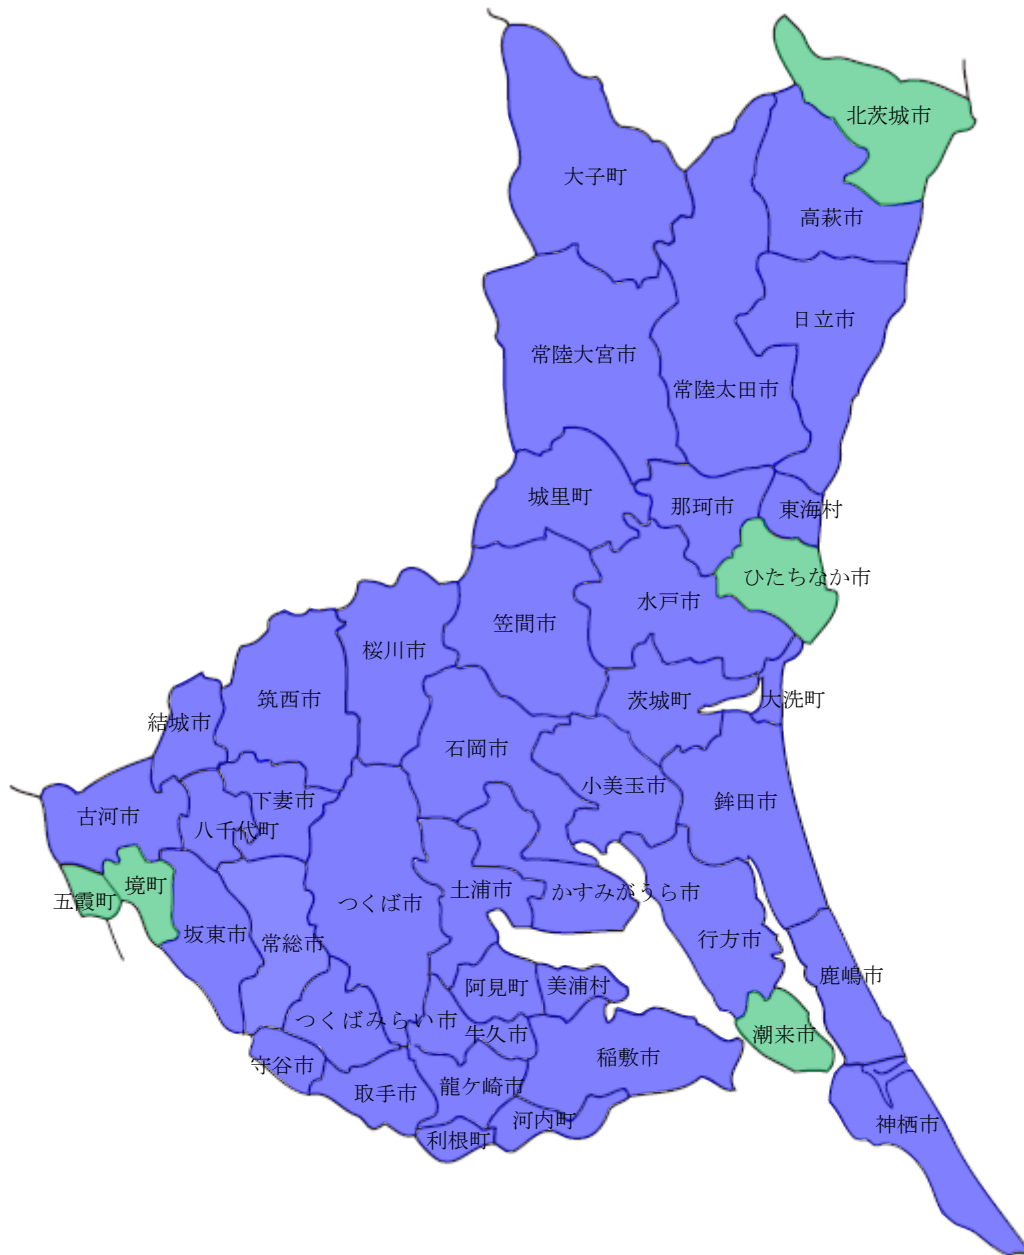 北茨城市
大子町
高萩市
日立市
常陸大宮市
常陸太田市
城里町
那珂市
東海村
ひたちなか市
水戸市
笠間市
桜川市
筑西市
茨城町
大洗町
結城市
石岡市
小美玉市
下妻市
鉾田市
古河市
八千代町
境町
土浦市
かすみがうら市
五霞町
つくば市
坂東市
常総市
行方市
鹿嶋市
阿見町
美浦村
つくばみらい市
牛久市
潮来市
稲敷市
守谷市
龍ケ崎市
取手市
河内町
神栖市
利根町